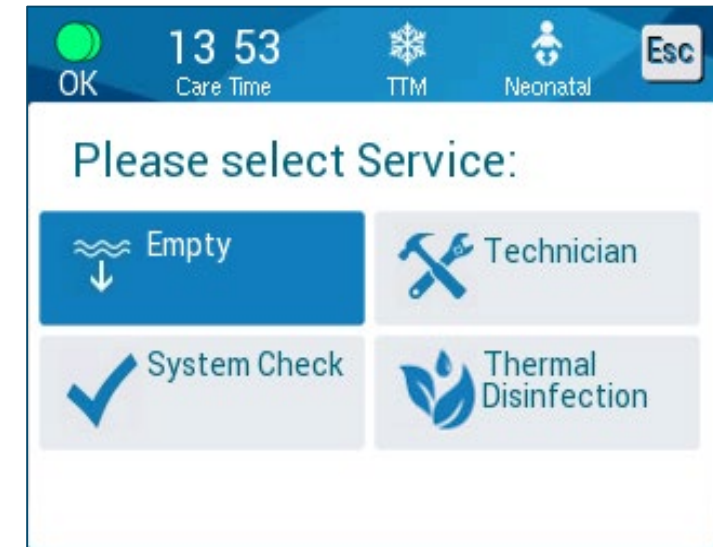 13 53
Esc
OK
Care Time
TTM
Neonatal
Please select Service:
Empty
Technician
System Check
Thermal
Disinfection